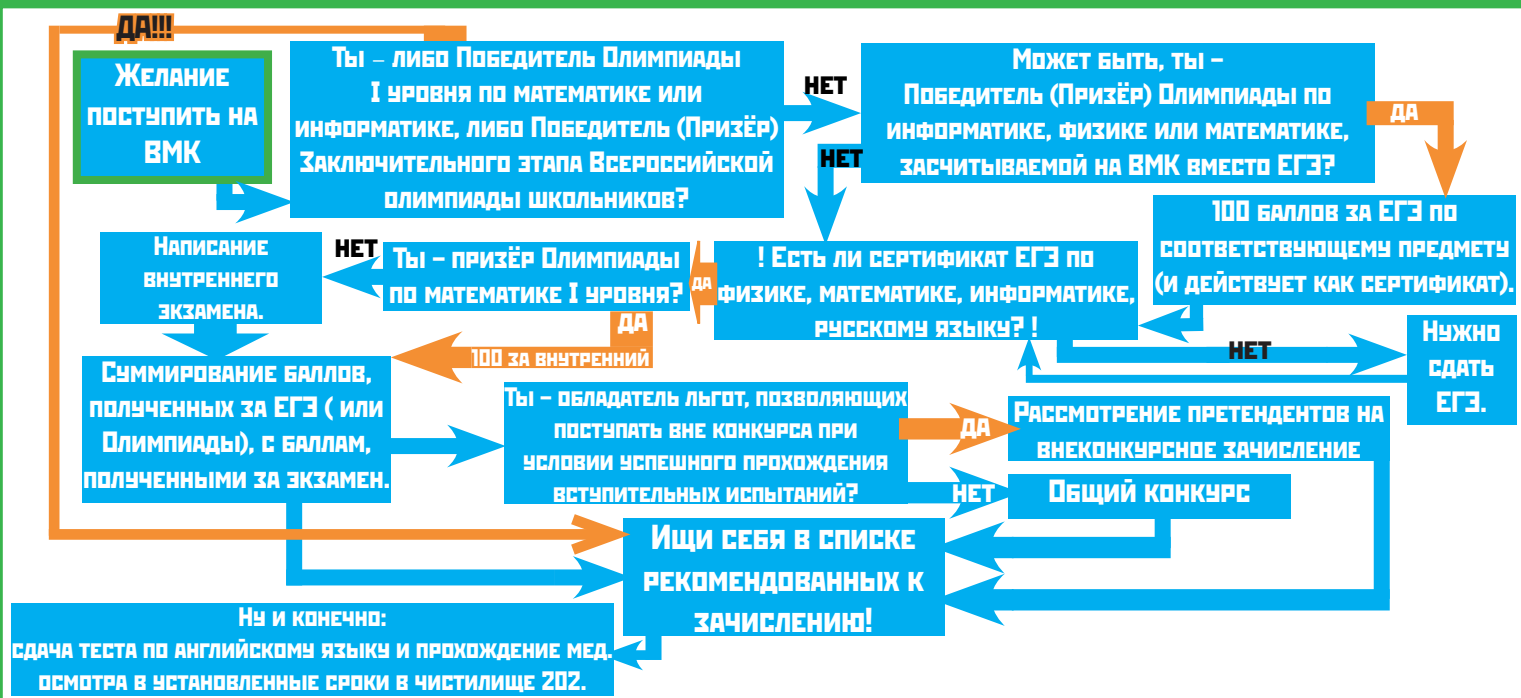 ДА!!!
Желание
поступить на
ВМК
Ты – либо Победитель Олимпиады
I уровня по математике или
информатике, либо Победитель (Призёр)
Заключительного этапа Всероссийской
олимпиады школьников?
НЕТ
Может быть, ты –
Победитель (Призёр) Олимпиады по
информатике, физике или математике,
засчитываемой на ВМК вместо ЕГЭ?
ДА
НЕТ
100 баллов за ЕГЭ по
соответствующему предмету
(и действует как сертификат).
! Есть ли сертификат ЕГЭ по
физике, математике, информатике,
русскому языку? !
ДА
НЕТ
Нужно
сдать
ЕГЭ.
Ты – призёр Олимпиады
по математике I уровня?
НЕТ
ДА
100 за внутренний
Написание
внутреннего
экзамена.
Суммирование баллов,
полученных за ЕГЭ ( или
Олимпиады), с баллам,
полученными за экзамен.
Ты – обладатель льгот, позволяющих
поступать вне конкурса при
условии успешного прохождения
вступительных испытаний?
ДА
Рассмотрение претендентов на
внеконкурсное зачисление
НЕТ
Общий конкурс
Ищи себя в списке
рекомендованных к
зачислению!
Ну и конечно:
сдача теста по английскому языку и прохождение мед.
осмотра в установленные сроки в чистилище 202.